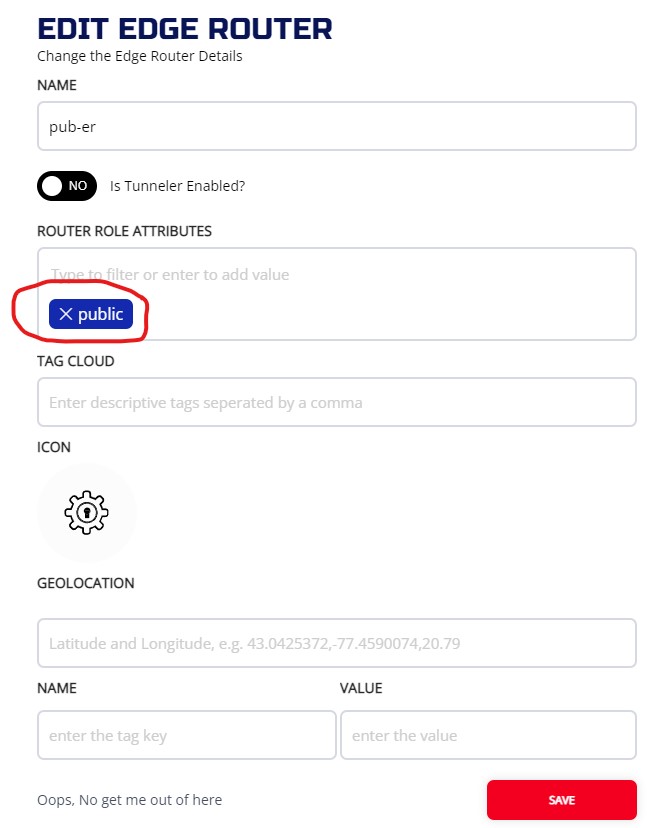 EDIT EDGE ROUTER
Change the Edge Router Details
NAME
pub-er
NO Is Tunneler Enabled?
ROUTER ROLE ATTRIBUTES
Type to filter or enter to add value
public
TAG CLOUD
Enter descriptive tags seperated by a comma
ICON
GEOLOCATION
Latitude and Longitude, e.g. 43.0425372,-77.4590074,20.79
NAME VALUE
enter the tag key enter the value
Oops, No get me out of here SAVE